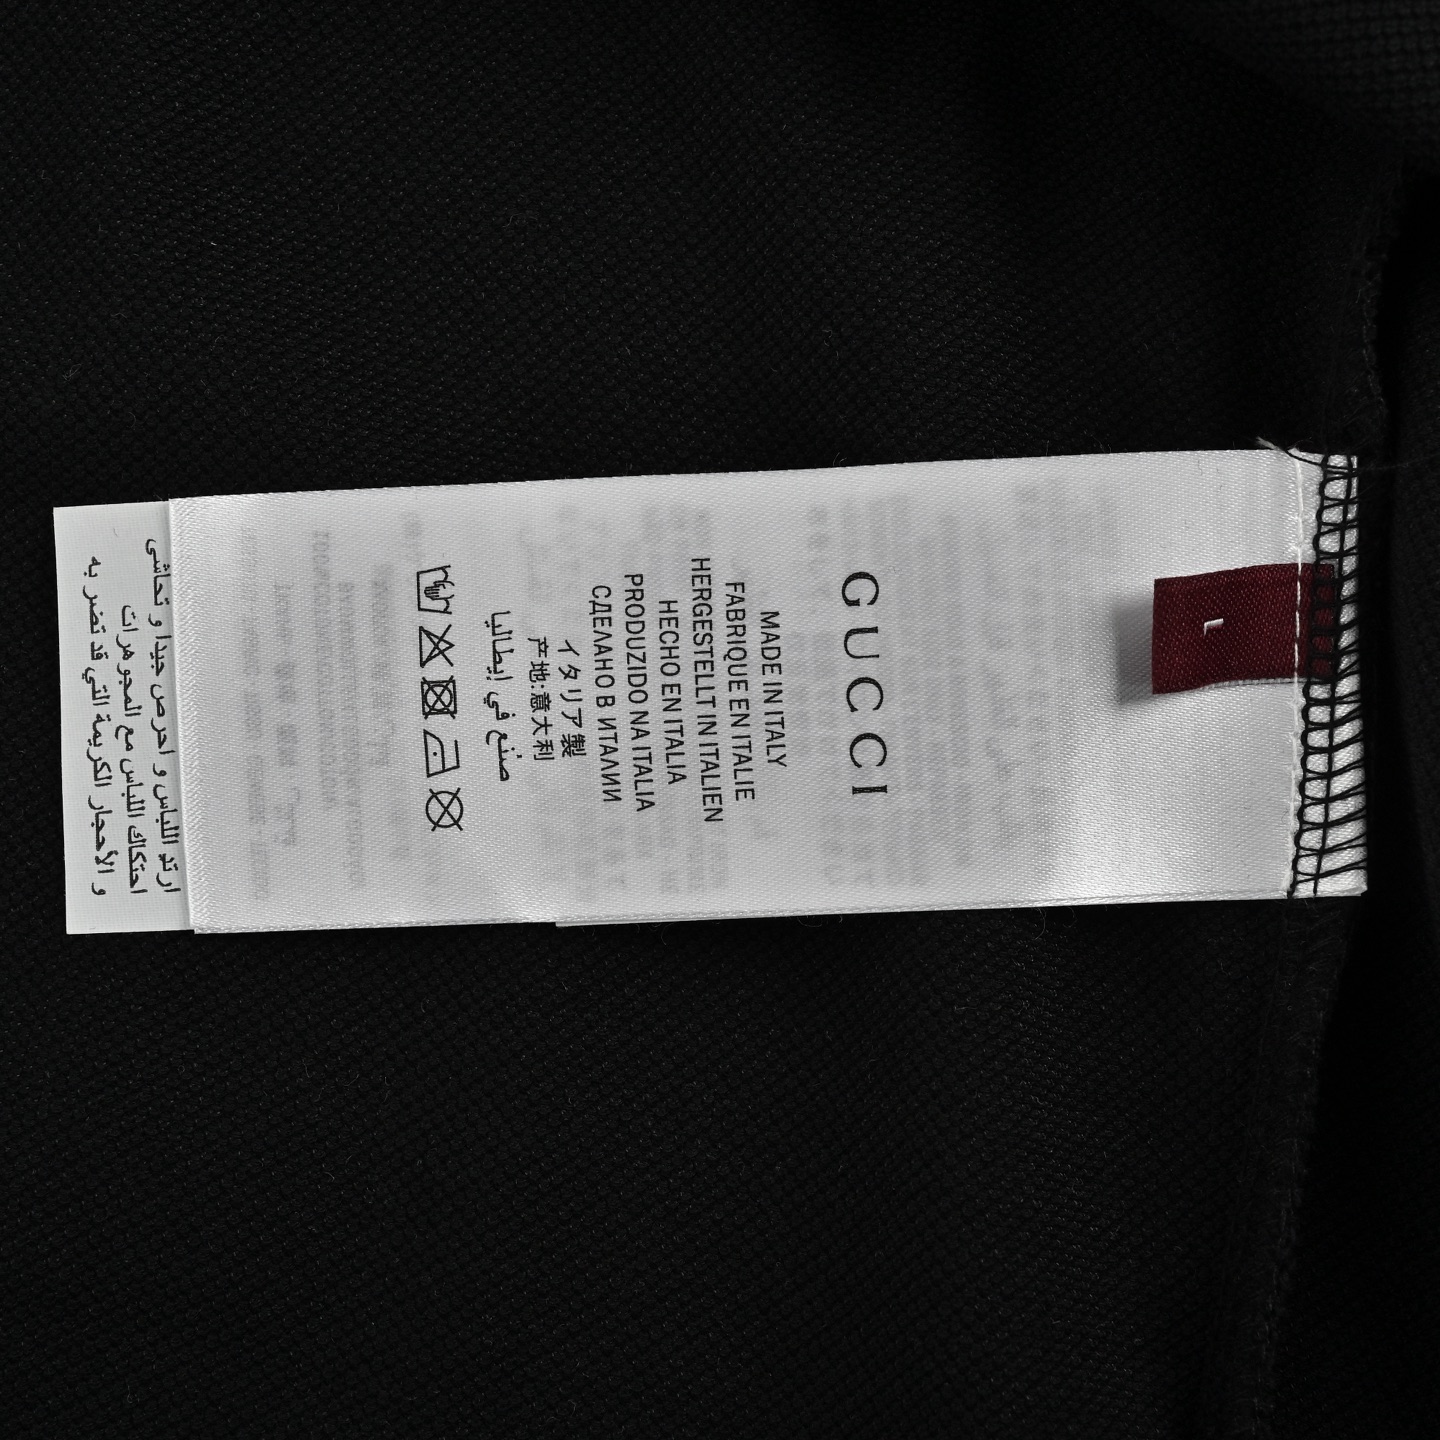 L
GUCCI
MADE IN ITALY
FABRIQUE EN ITALIE
HERGESTELLT IN ITALIEN
HECHO EN ITALIA
PRODUZIDO NA ITALIA
СДЕЛАНО В ИТАЛИИ
イタリア製
产地:意大利
صنع في إيطاليا
ارتد اللباس و احرص جيدا و تحاشى
احتكاك اللباس مع المجوهرات
و الأحجار الكريمة التي قد تضر به